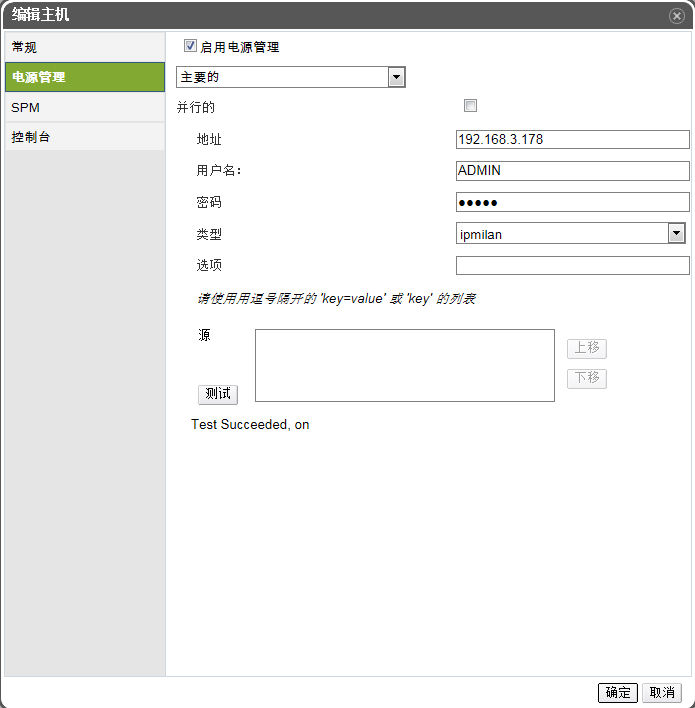 编辑主机
常规
电源管理
SPM
控制台
启用电源管理
主要的
并行的
地址 192.168.3.178
用户名： ADMIN
密码 ●●●●●
类型 ipmilan
选项
请使用用逗号隔开的 'key=value' 或 'key' 的列表
源
上移
下移
测试
Test Succeeded, on
确定 取消